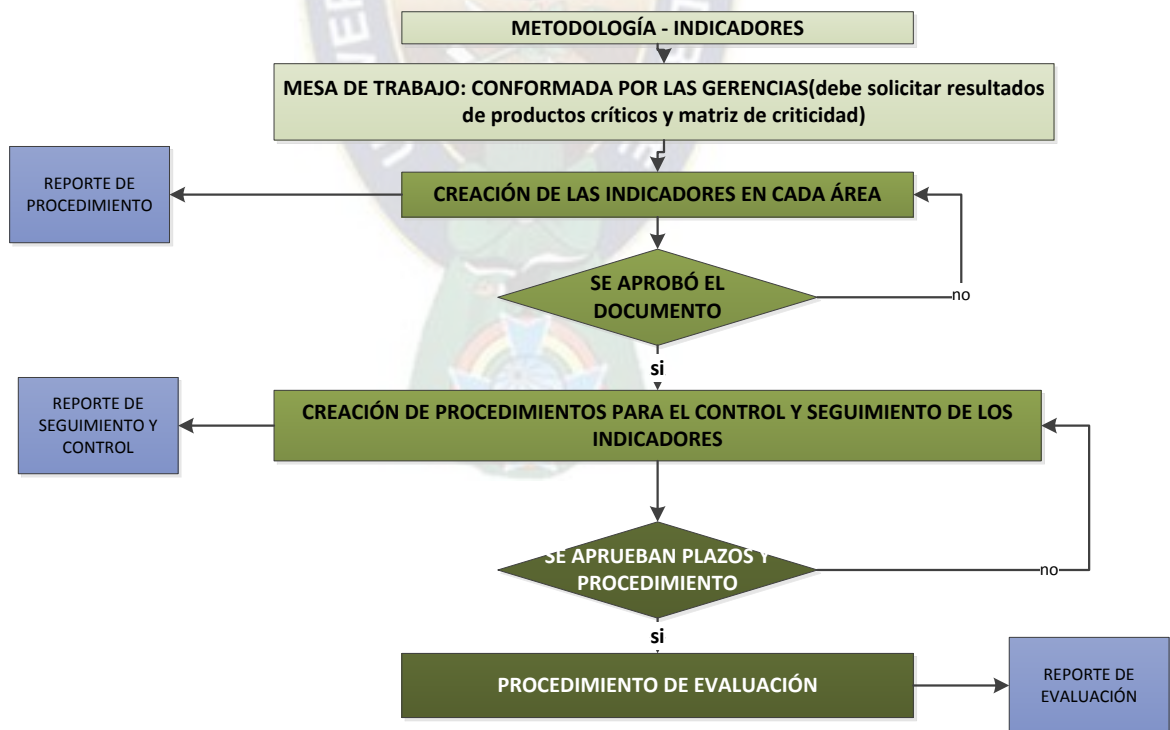 METODOLOGÍA - INDICADORES
MESA DE TRABAJO: CONFORMADA POR LAS GERENCIAS(debe solicitar resultados
de productos críticos y matriz de criticidad)
REPORTE DE
PROCEDIMIENTO
CREACIÓN DE LAS INDICADORES EN CADA ÁREA
SE APROBÓ EL
DOCUMENTO
no
si
REPORTE DE
SEGUIMIENTO Y
CONTROL
CREACIÓN DE PROCEDIMIENTOS PARA EL CONTROL Y SEGUIMIENTO DE LOS
INDICADORES
SE APRUEBAN PLAZOS Y
PROCEDIMIENTO
no
si
PROCEDIMIENTO DE EVALUACIÓN
REPORTE DE
EVALUACIÓN